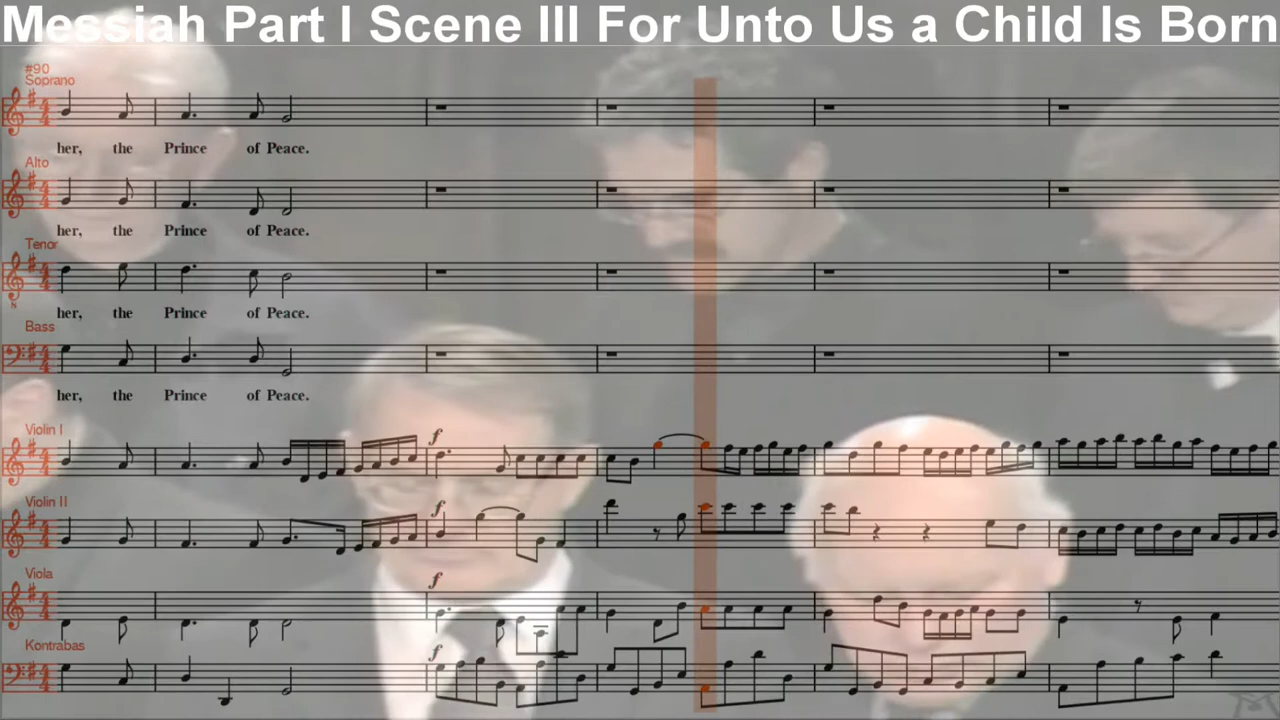 Messiah Part I Scene III For Unto Us a Child Is Born
#90
Soprano
her, the Prince of Peace.
Alto
her, the Prince of Peace.
Tenor
8
her, the Prince of Peace.
Bass
her, the Prince of Peace.
Violin I
f
Violin II
f
Viola
f
Kontrabas
f